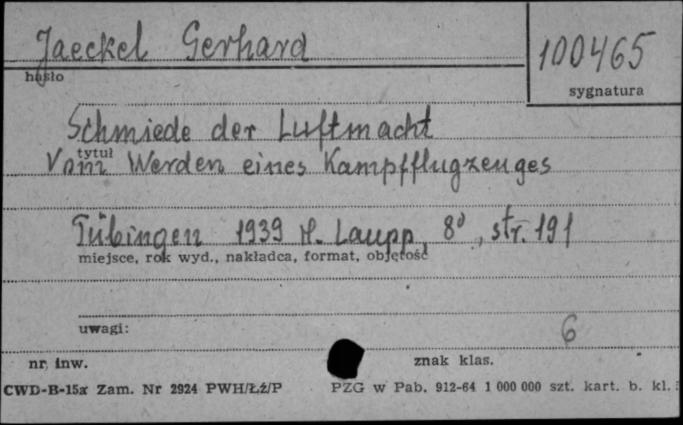 Jaeckel Gerhard
100465
hasło
sygnatura
Schmiede der Luftmacht
tytuł
Vom Werden eines Kampfflugzeuges
Tübingen 1939 H. Laupp, 8⁰, str. 191
miejsce, rok wyd., nakładca, format, objętość
uwagi:
6
nr. inw.
znak klas.
CWD-B-15a Zam. Nr 2924 PWH/Łź/P PZG w Pab. 912-64 1 000 000 szt. kart. b. kl.